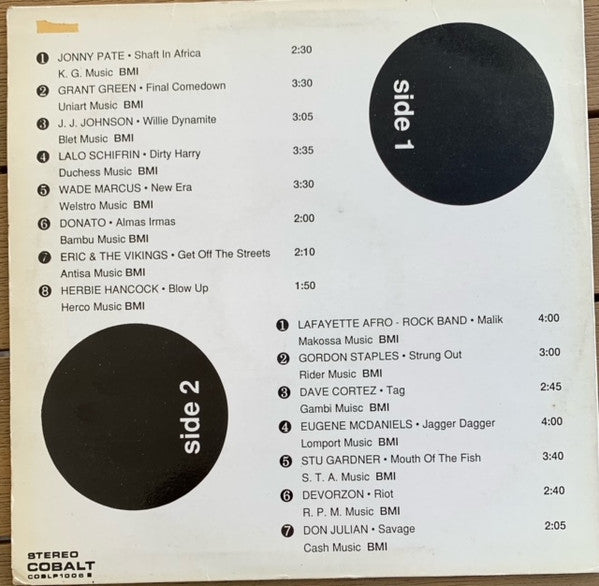 side 1
❶ JONNY PATE • Shaft In Africa 2:30
K. G. Music BMI
❷ GRANT GREEN • Final Comedown 3:30
Uniart Music BMI
❸ J. J. JOHNSON • Willie Dynamite 3:05
Blet Music BMI
❹ LALO SCHIFRIN • Dirty Harry 3:35
Duchess Music BMI
❺ WADE MARCUS • New Era 3:30
Welstro Music BMI
❻ DONATO • Almas Irmas 2:00
Bambu Music BMI
❼ ERIC & THE VIKINGS • Get Off The Streets 2:10
Antisa Music BMI
❽ HERBIE HANCOCK • Blow Up 1:50
Herco Music BMI
side 2
❶ LAFAYETTE AFRO - ROCK BAND • Malik 4:00
Makossa Music BMI
❷ GORDON STAPLES • Strung Out 3:00
Rider Music BMI
❸ DAVE CORTEZ • Tag 2:45
Gambi Muisc BMI
❹ EUGENE MCDANIELS • Jagger Dagger 4:00
Lomport Music BMI
❺ STU GARDNER • Mouth Of The Fish 3:40
S. T. A. Music BMI
❻ DEVORZON • Riot 2:40
R. P. M. Music BMI
❼ DON JULIAN • Savage 2:05
Cash Music BMI
STEREO
COBALT
COBLP1006